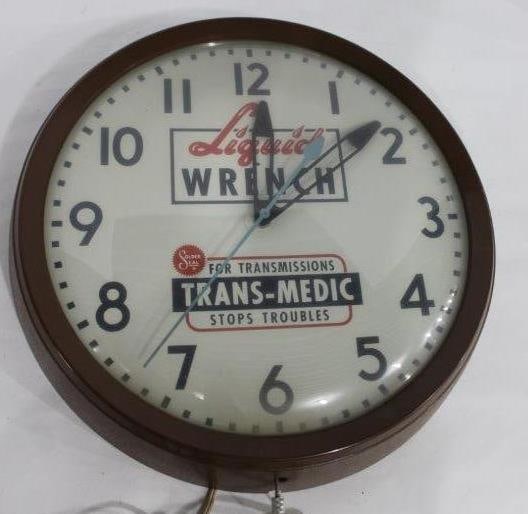 12
11
1
10
2
9
3
8
4
7
5
6
Liquid
WRENCH
SOLDER
SEAL
FOR TRANSMISSIONS
TRANS-MEDIC
STOPS TROUBLES